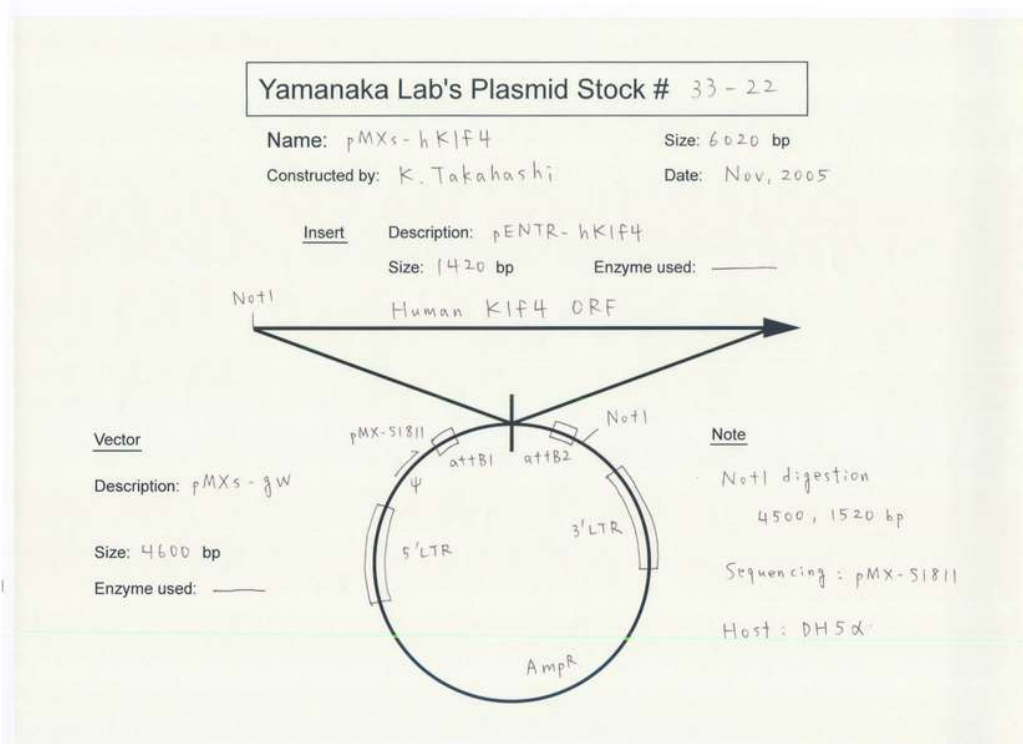 Yamanaka Lab's Plasmid Stock # 33-22
Name: pMXs-hKlf4 Size: 6020 bp
Constructed by: K. Takahashi Date: Nov, 2005
Insert Description: pENTR-hKlf4
Size: 1420 bp Enzyme used:
Not1
Human Klf4 ORF
pMX-S1811
Not1
attB1 attB2
Ψ
5'LTR
3'LTR
AmpR
Vector
Description: pMXs-gw
Size: 4600 bp
Enzyme used:
Note
Not1 digestion
4500, 1520 bp
Sequencing: pMX-S1811
Host: DH5α